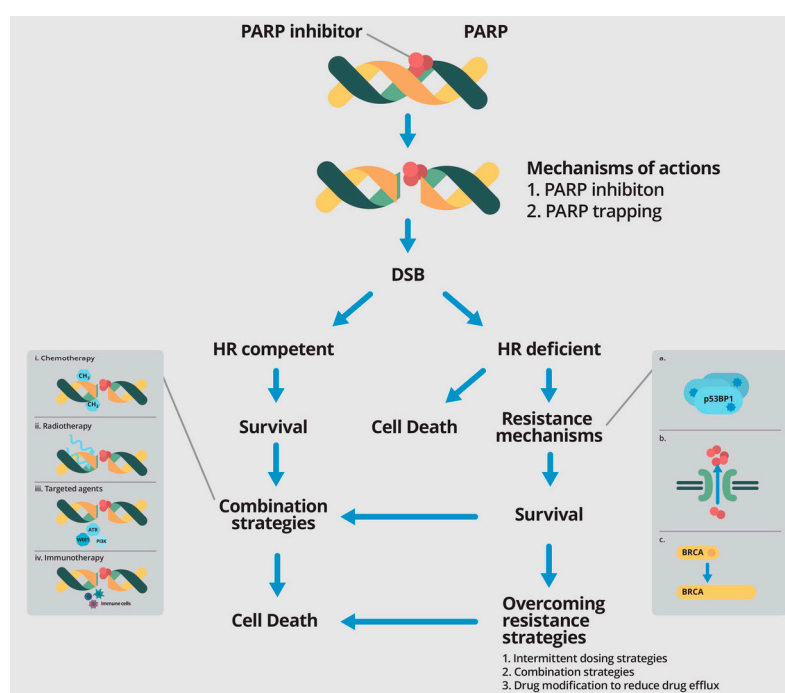 PARP inhibitor
PARP
Mechanisms of actions
1. PARP inhibiton
2. PARP trapping
DSB
HR competent
HR deficient
i. Chemotherapy
CH3
CH3
ii. Radiotherapy
iii. Targeted agents
ATR
WEE1
PI3K
iv. Immunotherapy
Immune cells
Survival
Cell Death
Resistance
mechanisms
Combination
strategies
Survival
Cell Death
Overcoming
resistance
strategies
1. Intermittent dosing strategies
2. Combination strategies
3. Drug modification to reduce drug efflux
a.
p53BP1
b.
c.
BRCA
BRCA